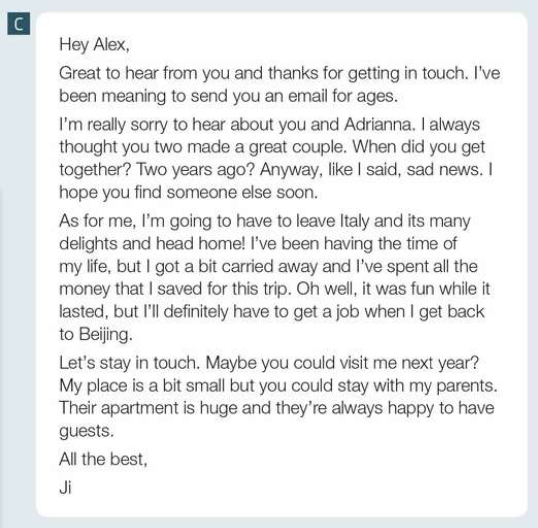 C
Hey Alex,
Great to hear from you and thanks for getting in touch. I've
been meaning to send you an email for ages.
I'm really sorry to hear about you and Adrianna. I always
thought you two made a great couple. When did you get
together? Two years ago? Anyway, like I said, sad news. I
hope you find someone else soon.
As for me, I'm going to have to leave Italy and its many
delights and head home! I've been having the time of
my life, but I got a bit carried away and I've spent all the
money that I saved for this trip. Oh well, it was fun while it
lasted, but I'll definitely have to get a job when I get back
to Beijing.
Let's stay in touch. Maybe you could visit me next year?
My place is a bit small but you could stay with my parents.
Their apartment is huge and they're always happy to have
guests.
All the best,
Ji